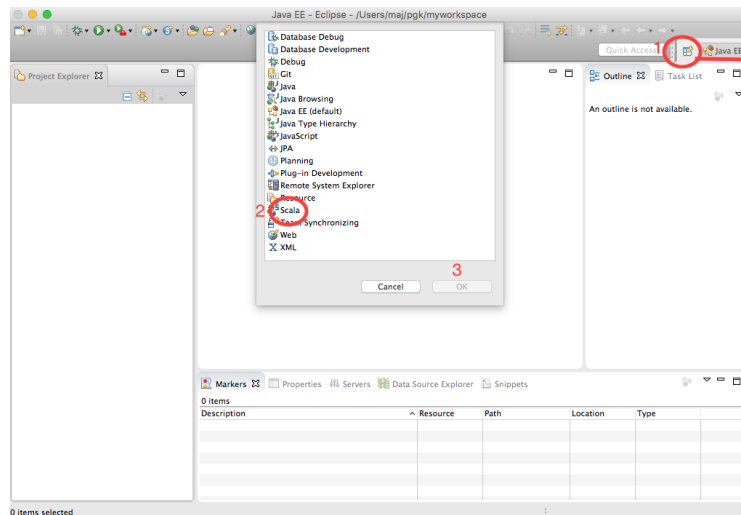 Java EE - Eclipse - /Users/maj/pgk/myworkspace
Quick Access
1
Java EE
Project Explorer
Database Debug
Database Development
Debug
Git
Java
Java Browsing
Java EE (default)
Java Type Hierarchy
JavaScript
JPA
Planning
Plug-in Development
Remote System Explorer
Resource
2
Scala
Team Synchronizing
Web
XML
3
Cancel
OK
Outline
Task List
An outline is not available.
Markers
Properties
Servers
Data Source Explorer
Snippets
0 items
Description
Resource
Path
Location
Type
0 items selected